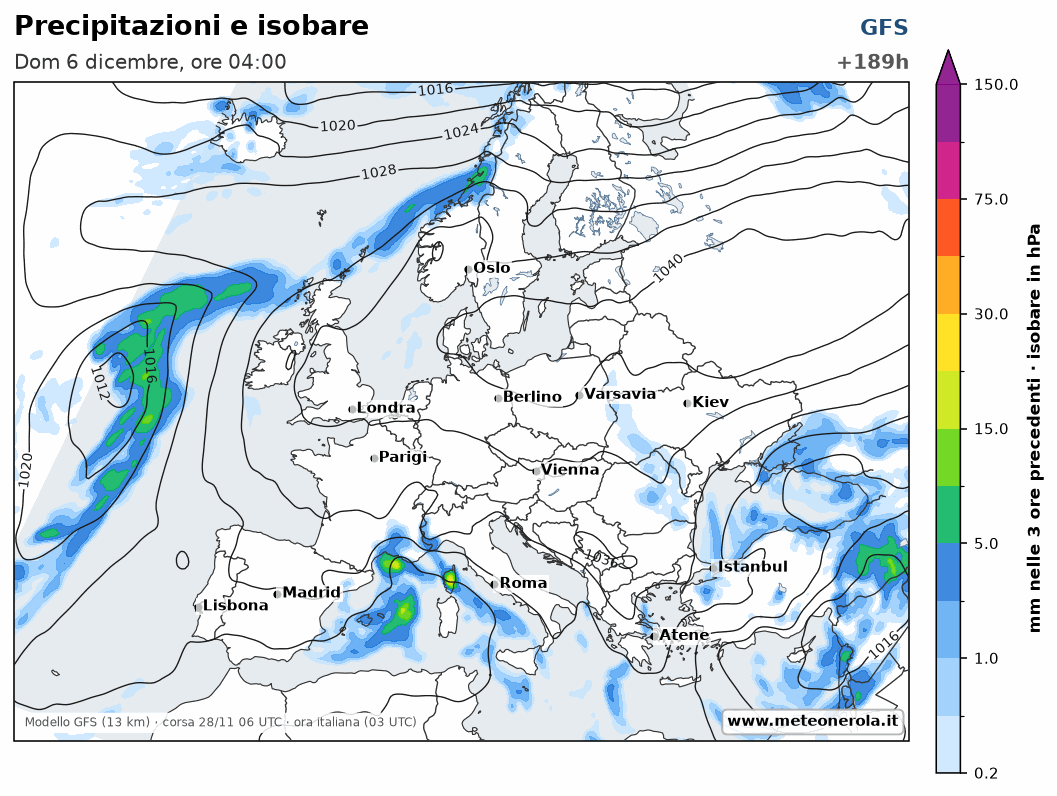 Precipitazioni e isobare
GFS
Dom 6 dicembre, ore 04:00
+189h
1016
1020
1024
1028
1040
Oslo
1016
1012
1020
Londra
Berlino
Varsavia
Kiev
Parigi
Vienna
1036
Istanbul
Roma
Madrid
Lisbona
Atene
1016
Modello GFS (13 km) · corsa 28/11 06 UTC · ora italiana (03 UTC)
www.meteonerola.it
150.0
75.0
30.0
15.0
5.0
1.0
0.2
mm nelle 3 ore precedenti · isobare in hPa